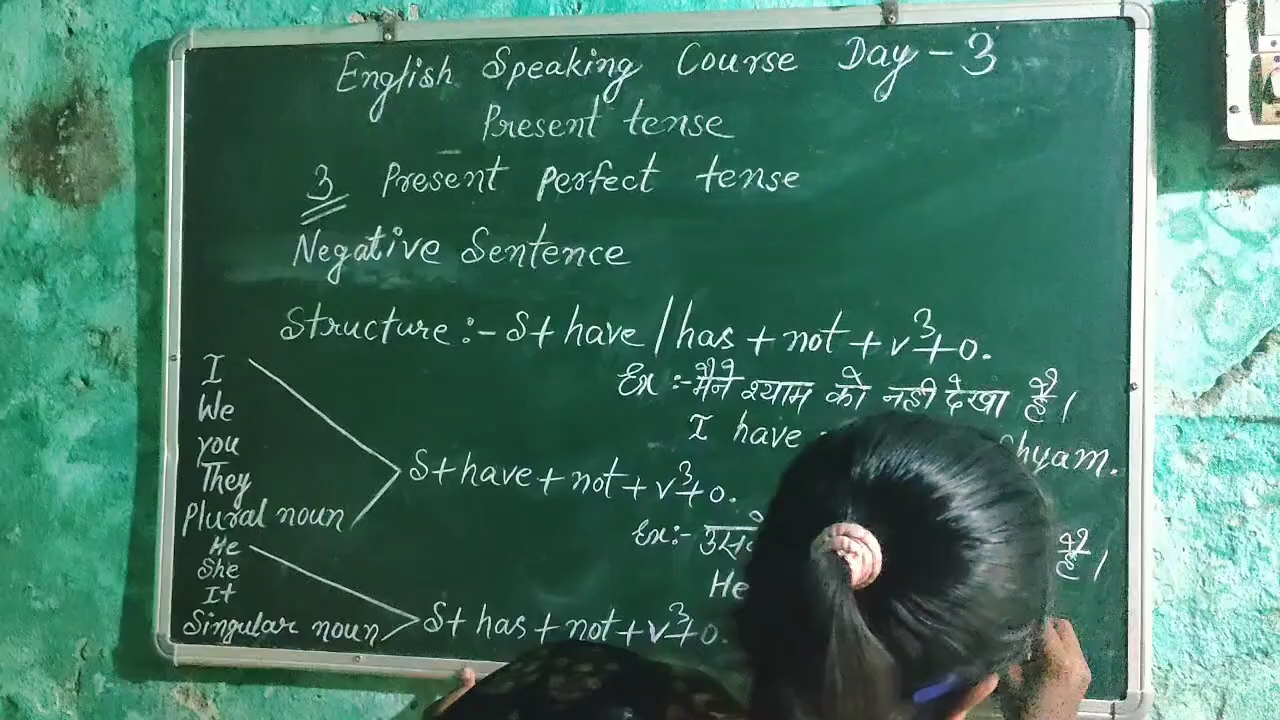 English Speaking Course Day - 3
Present tense
3 Present perfect tense
Negative Sentence
Structure :- S + have / has + not + v³ + o.
Ex :- मैंने श्याम को नही देखा है।
I have Shyam.
I
We
you
They
Plural noun
S + have + not + v³ + o.
Ex :- है।
He
He
She
It
Singular noun
S + has + not + v³ + o.